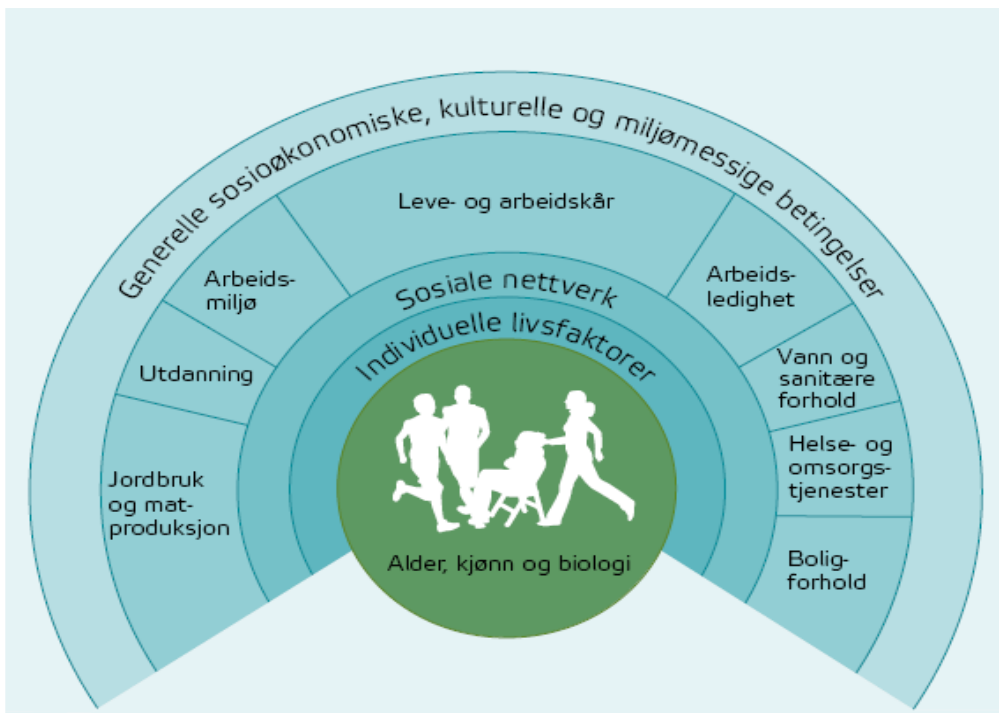 Generelle sosioøkonomiske, kulturelle og miljømessige betingelser
Leve- og arbeidskår
Arbeids-
miljø
Arbeids-
ledighet
Sosiale nettverk
Individuelle livsfaktorer
Utdanning
Vann og
sanitære
forhold
Jordbruk
og mat-
produksjon
Helse- og
omsorgs-
tjenester
Bolig-
forhold
Alder, kjønn og biologi